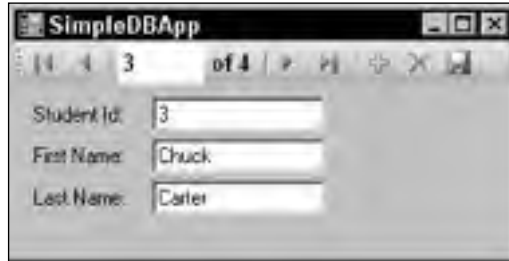 SimpleDBApp
3 of 4
Student Id: 3
First Name: Chuck
Last Name: Carter